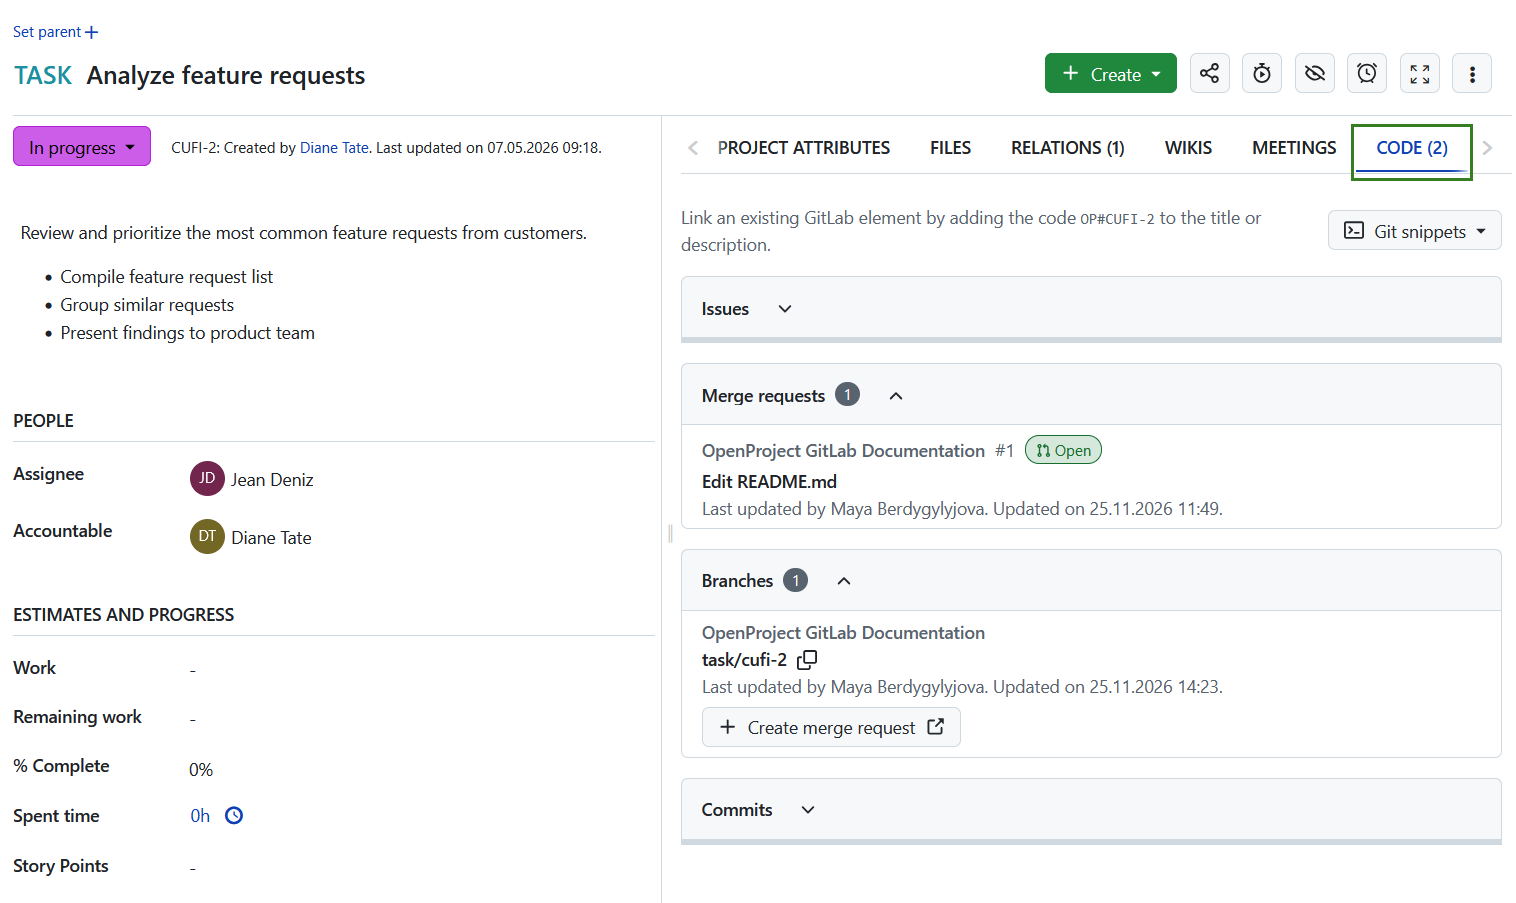 Set parent +
TASK Analyze feature requests
+ Create
In progress
CUFI-2: Created by Diane Tate. Last updated on 07.05.2026 09:18.
Review and prioritize the most common feature requests from customers.
• Compile feature request list
• Group similar requests
• Present findings to product team
PEOPLE
Assignee
JD Jean Deniz
Accountable
DT Diane Tate
ESTIMATES AND PROGRESS
Work -
Remaining work -
% Complete 0%
Spent time 0h
Story Points -
PROJECT ATTRIBUTES FILES RELATIONS (1) WIKIS MEETINGS CODE (2)
Link an existing GitLab element by adding the code OP#CUFI-2 to the title or
description.
Git snippets
Issues
Merge requests 1
OpenProject GitLab Documentation #1 Open
Edit README.md
Last updated by Maya Berdygylyjova. Updated on 25.11.2026 11:49.
Branches 1
OpenProject GitLab Documentation
task/cufi-2
Last updated by Maya Berdygylyjova. Updated on 25.11.2026 14:23.
+ Create merge request
Commits